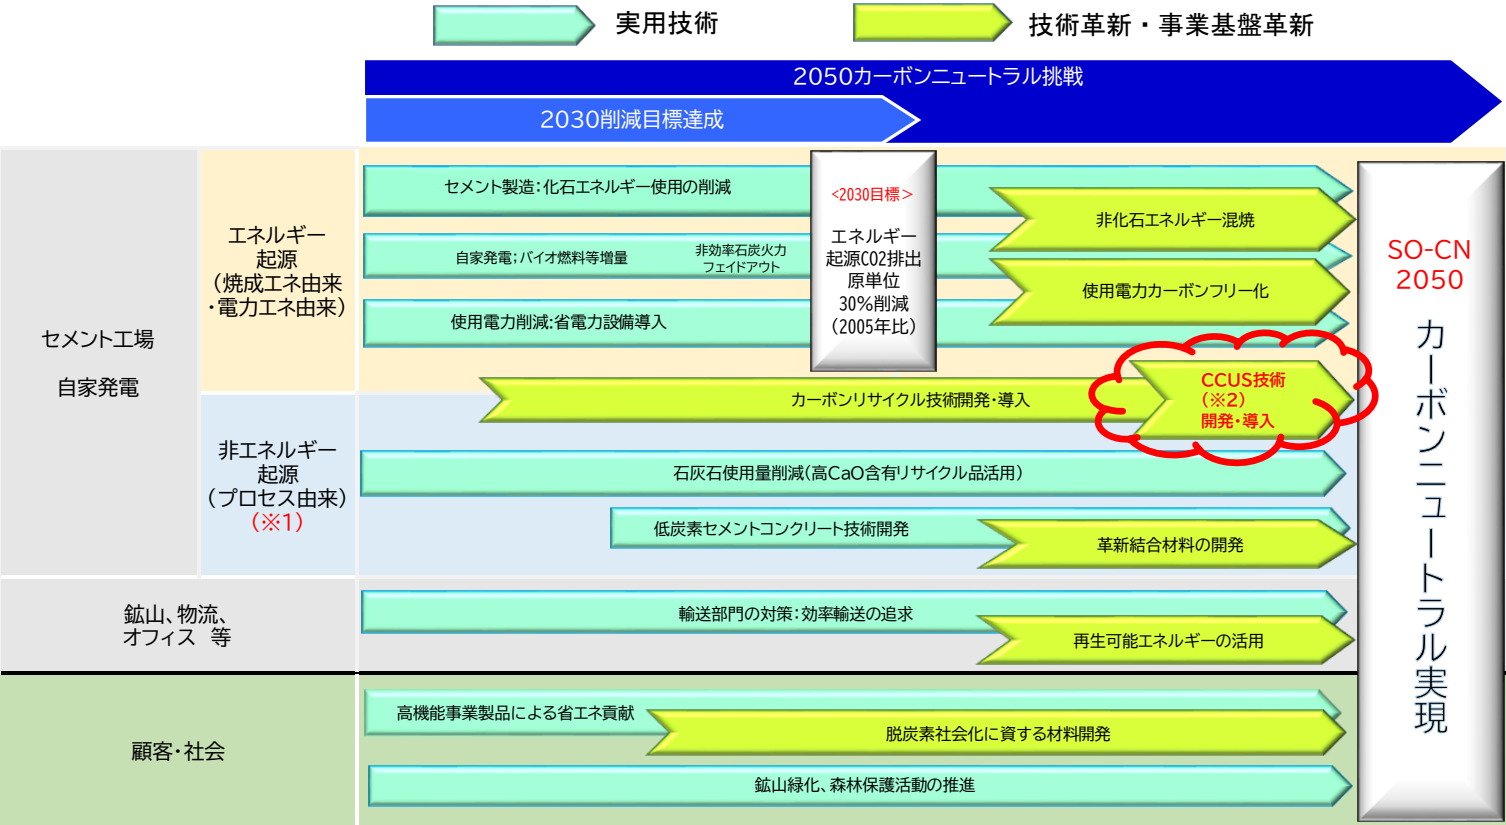 実用技術
技術革新・事業基盤革新
2050カーボンニュートラル挑戦
2030削減目標達成
セメント工場
自家発電
エネルギー
起源
（焼成エネ由来
・電力エネ由来）
セメント製造：化石エネルギー使用の削減
非化石エネルギー混焼
自家発電；バイオ燃料等増量
非効率石炭火力
フェイドアウト
使用電力カーボンフリー化
使用電力削減:省電力設備導入
<2030目標＞
エネルギー
起源CO2排出
原単位
30%削減
（2005年比）
カーボンリサイクル技術開発・導入
CCUS技術
（※2）
開発・導入
非エネルギー
起源
（プロセス由来）
（※1）
石灰石使用量削減（高CaO含有リサイクル品活用）
低炭素セメントコンクリート技術開発
革新結合材料の開発
鉱山、物流、
オフィス 等
輸送部門の対策：効率輸送の追求
再生可能エネルギーの活用
顧客・社会
高機能事業製品による省エネ貢献
脱炭素社会化に資する材料開発
鉱山緑化、森林保護活動の推進
SO-CN
2050
カーボンニュートラル実現